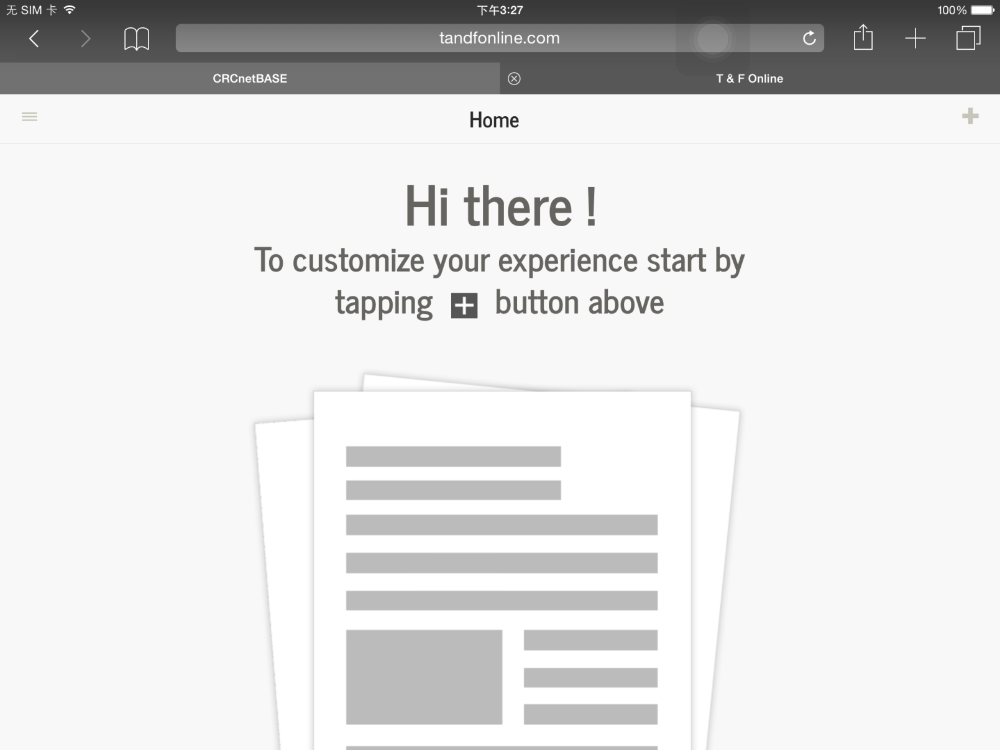 无 SIM 卡 下午3:27 100%
tandfonline.com
CRCnetBASE T & F Online
Home
Hi there !
To customize your experience start by
tapping + button above